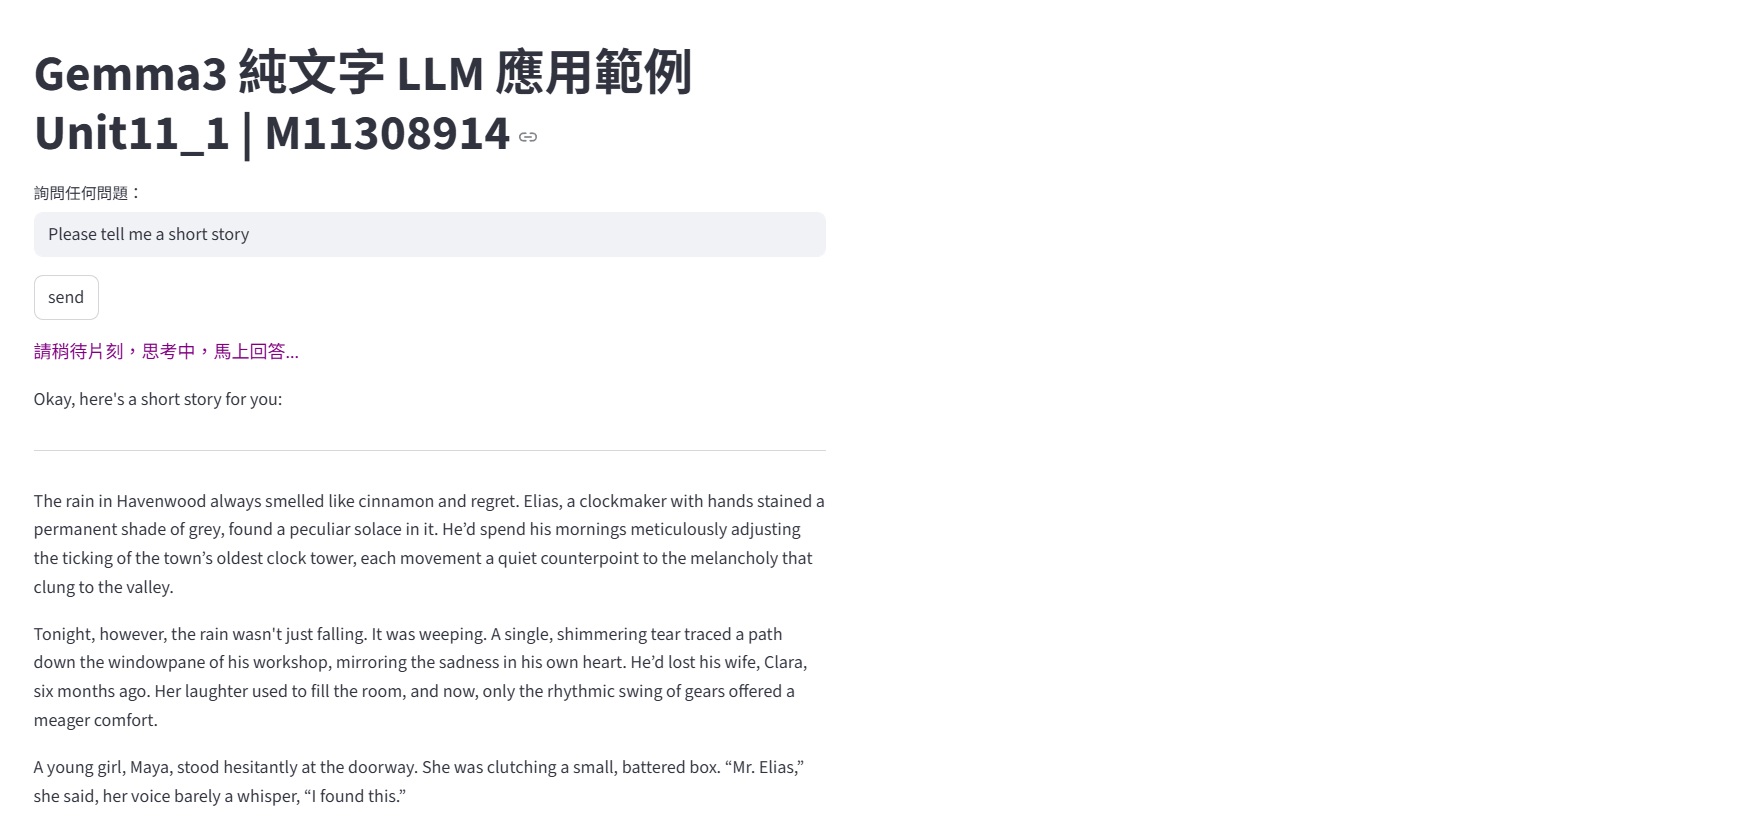 Gemma3 純文字 LLM 應用範例
Unit11_1 | M11308914
詢問任何問題：
Please tell me a short story
send
請稍待片刻，思考中，馬上回答...
Okay, here's a short story for you:
The rain in Havenwood always smelled like cinnamon and regret. Elias, a clockmaker with hands stained a
permanent shade of grey, found a peculiar solace in it. He’d spend his mornings meticulously adjusting
the ticking of the town’s oldest clock tower, each movement a quiet counterpoint to the melancholy that
clung to the valley.
Tonight, however, the rain wasn't just falling. It was weeping. A single, shimmering tear traced a path
down the windowpane of his workshop, mirroring the sadness in his own heart. He’d lost his wife, Clara,
six months ago. Her laughter used to fill the room, and now, only the rhythmic swing of gears offered a
meager comfort.
A young girl, Maya, stood hesitantly at the doorway. She was clutching a small, battered box. “Mr. Elias,”
she said, her voice barely a whisper, “I found this.”